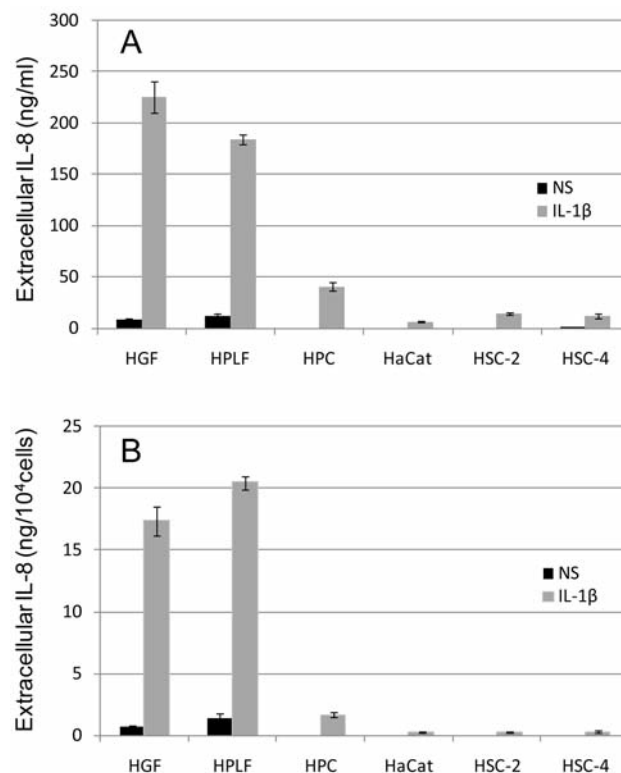 A
Extracellular IL-8 (ng/ml)
300
250
200
150
100
50
0
NS
IL-1β
HGF HPLF HPC HaCat HSC-2 HSC-4
B
Extracellular IL-8 (ng/10⁴cells)
25
20
15
10
5
0
NS
IL-1β
HGF HPLF HPC HaCat HSC-2 HSC-4